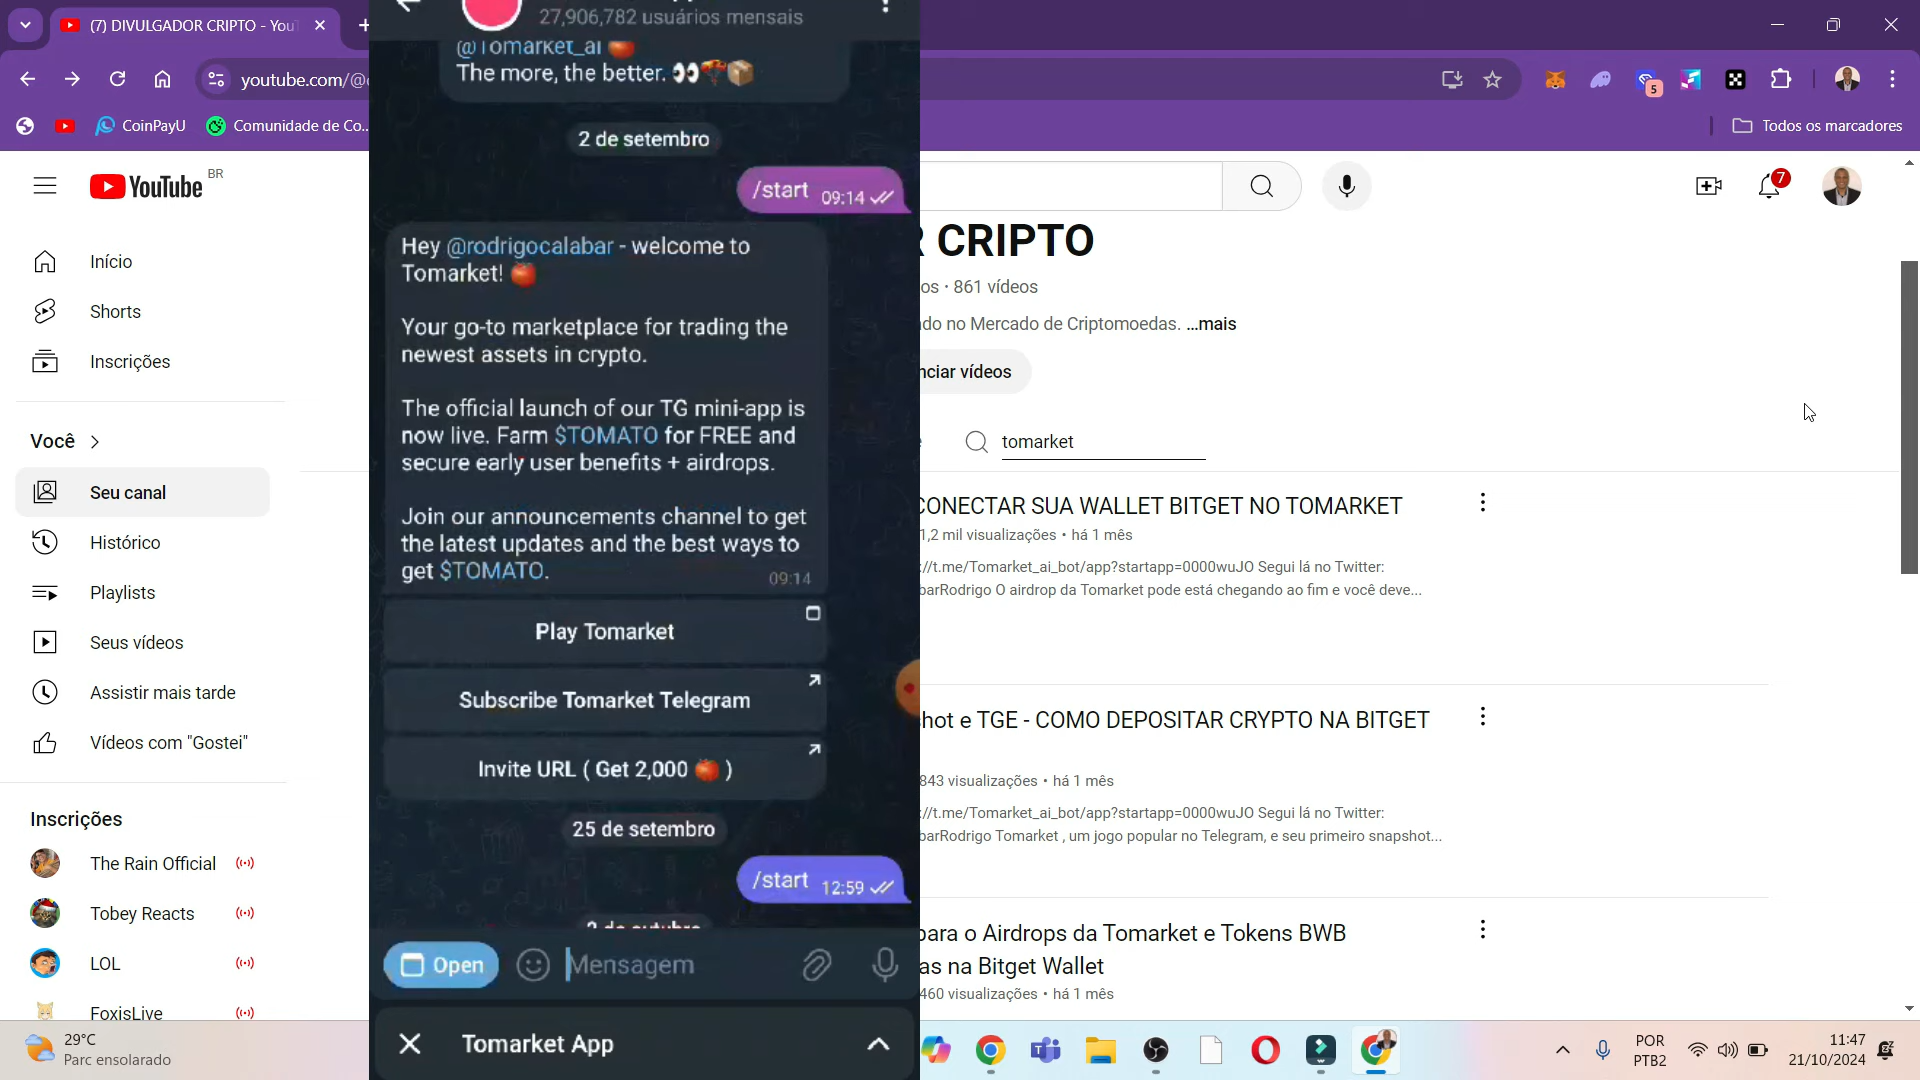 (7) DIVULGADOR CRIPTO - You
youtube.com/@
5
CoinPayU
Comunidade de Co...
Todos os marcadores
YouTube
BR
7
Início
Shorts
Inscrições
Você
Seu canal
Histórico
Playlists
Seus vídeos
Assistir mais tarde
Vídeos com "Gostei"
Inscrições
The Rain Official
Tobey Reacts
LOL
FoxisLive
27,906,782 usuários mensais
@Tomarket_ai
The more, the better.
2 de setembro
/start 09:14
Hey @rodrigocalabar - welcome to
Tomarket!
Your go-to marketplace for trading the
newest assets in crypto.
The official launch of our TG mini-app is
now live. Farm $TOMATO for FREE and
secure early user benefits + airdrops.
Join our announcements channel to get
the latest updates and the best ways to
get $TOMATO.
09:14
Play Tomarket
Subscribe Tomarket Telegram
Invite URL ( Get 2,000 )
25 de setembro
/start 12:59
2 de outubro
Open
Mensagem
Tomarket App
CRIPTO
os • 861 vídeos
do no Mercado de Criptomoedas. ...mais
nciar vídeos
tomarket
CONECTAR SUA WALLET BITGET NO TOMARKET
1,2 mil visualizações • há 1 mês
://t.me/Tomarket_ai_bot/app?startapp=0000wuJO Segui lá no Twitter:
barRodrigo O airdrop da Tomarket pode está chegando ao fim e você deve...
hot e TGE - COMO DEPOSITAR CRYPTO NA BITGET
843 visualizações • há 1 mês
://t.me/Tomarket_ai_bot/app?startapp=0000wuJO Segui lá no Twitter:
barRodrigo Tomarket , um jogo popular no Telegram, e seu primeiro snapshot...
para o Airdrops da Tomarket e Tokens BWB
as na Bitget Wallet
460 visualizações • há 1 mês
29°C
Parc ensolarado
POR
PTB2
11:47
21/10/2024